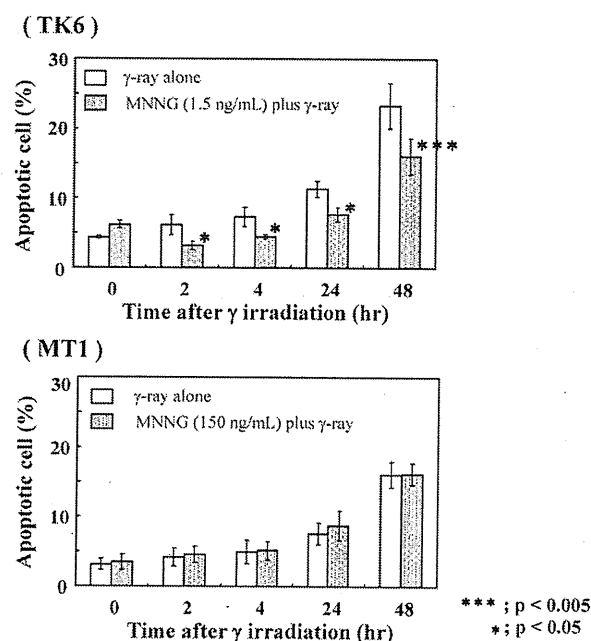 ( TK6 )
Apoptotic cell (%)
30
20
10
0
γ-ray alone
MNNG (1.5 ng/mL) plus γ-ray
*
*
*
***
0 2 4 24 48
Time after γ irradiation (hr)
( MT1 )
Apoptotic cell (%)
30
20
10
0
γ-ray alone
MNNG (150 ng/mL) plus γ-ray
0 2 4 24 48
Time after γ irradiation (hr)
*** ; p < 0.005
* ; p < 0.05